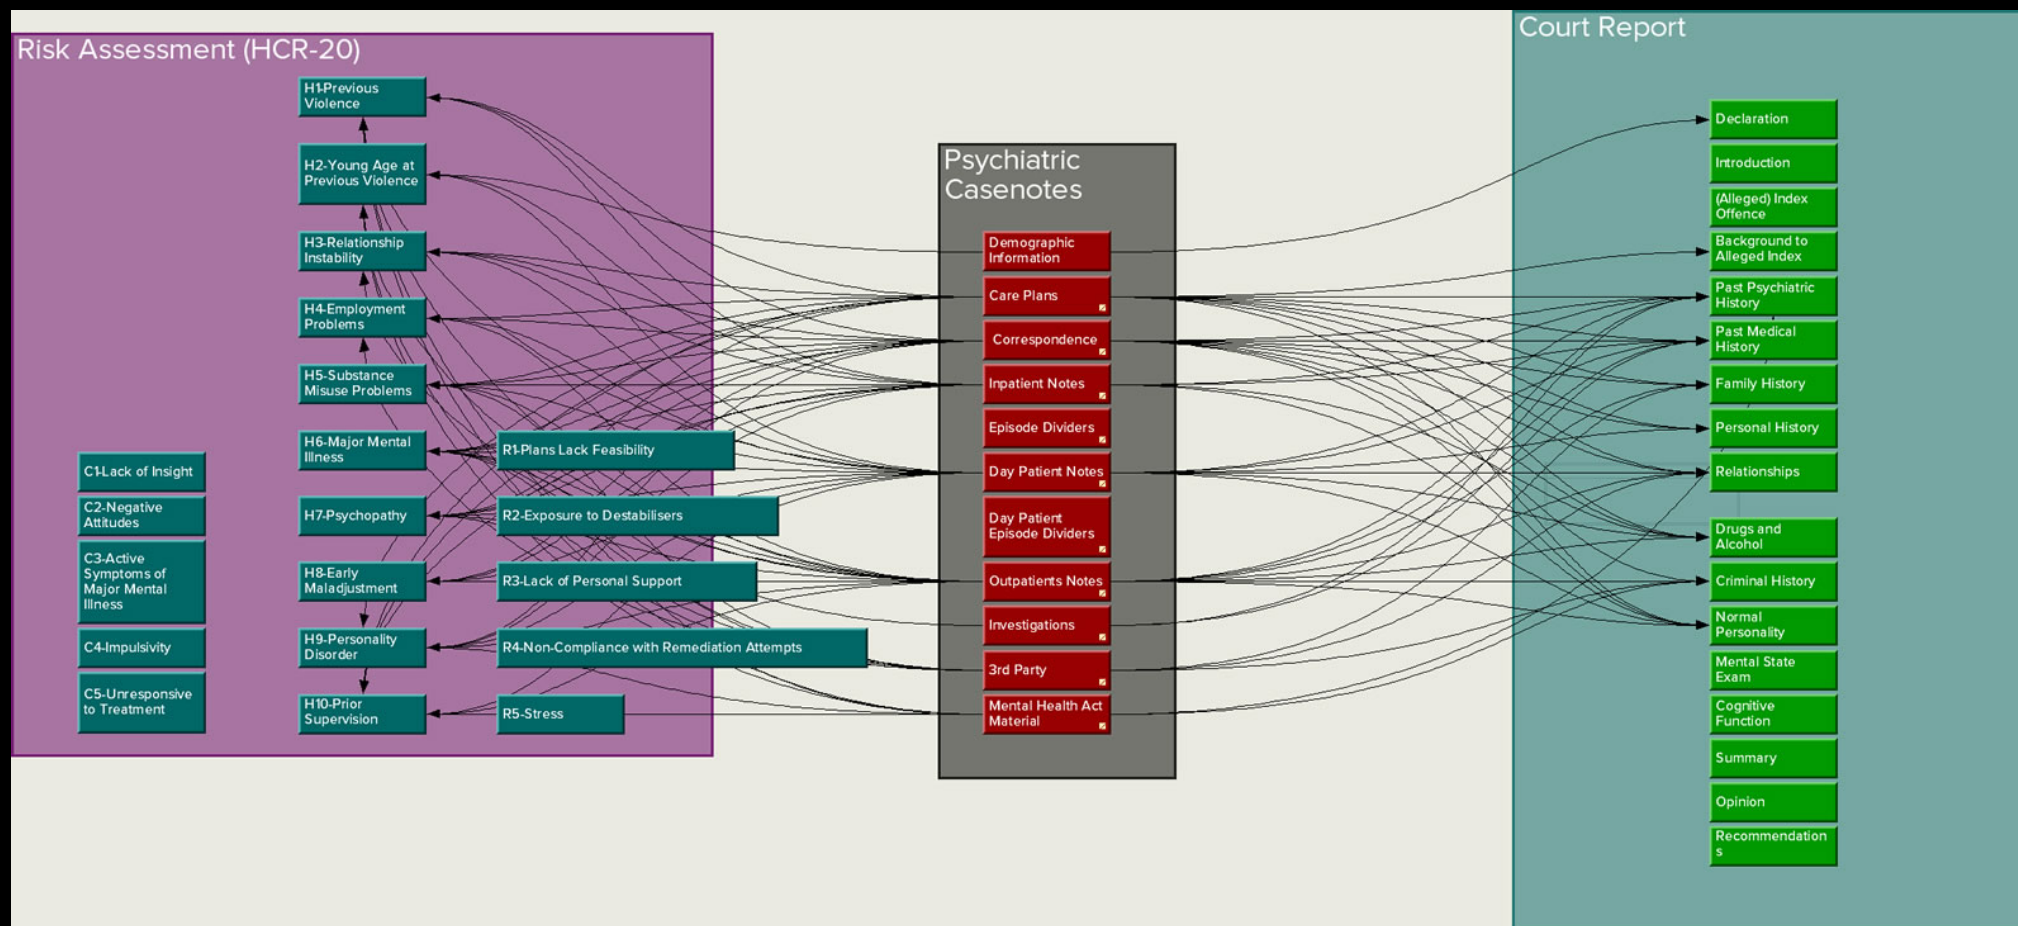 Risk Assessment (HCR-20)
H1-Previous
Violence
H2-Young Age at
Previous Violence
H3-Relationship
Instability
H4-Employment
Problems
H5-Substance
Misuse Problems
H6-Major Mental
Illness
H7-Psychopathy
H8-Early
Maladjustment
H9-Personality
Disorder
H10-Prior
Supervision
C1-Lack of Insight
C2-Negative
Attitudes
C3-Active
Symptoms of
Major Mental
Illness
C4-Impulsivity
C5-Unresponsive
to Treatment
R1-Plans Lack Feasibility
R2-Exposure to Destabilisers
R3-Lack of Personal Support
R4-Non-Compliance with Remediation Attempts
R5-Stress
Psychiatric
Casenotes
Demographic
Information
Care Plans
Correspondence
Inpatient Notes
Episode Dividers
Day Patient Notes
Day Patient
Episode Dividers
Outpatients Notes
Investigations
3rd Party
Mental Health Act
Material
Court Report
Declaration
Introduction
(Alleged) Index
Offence
Background to
Alleged Index
Past Psychiatric
History
Past Medical
History
Family History
Personal History
Relationships
Drugs and
Alcohol
Criminal History
Normal
Personality
Mental State
Exam
Cognitive
Function
Summary
Opinion
Recommendation
s